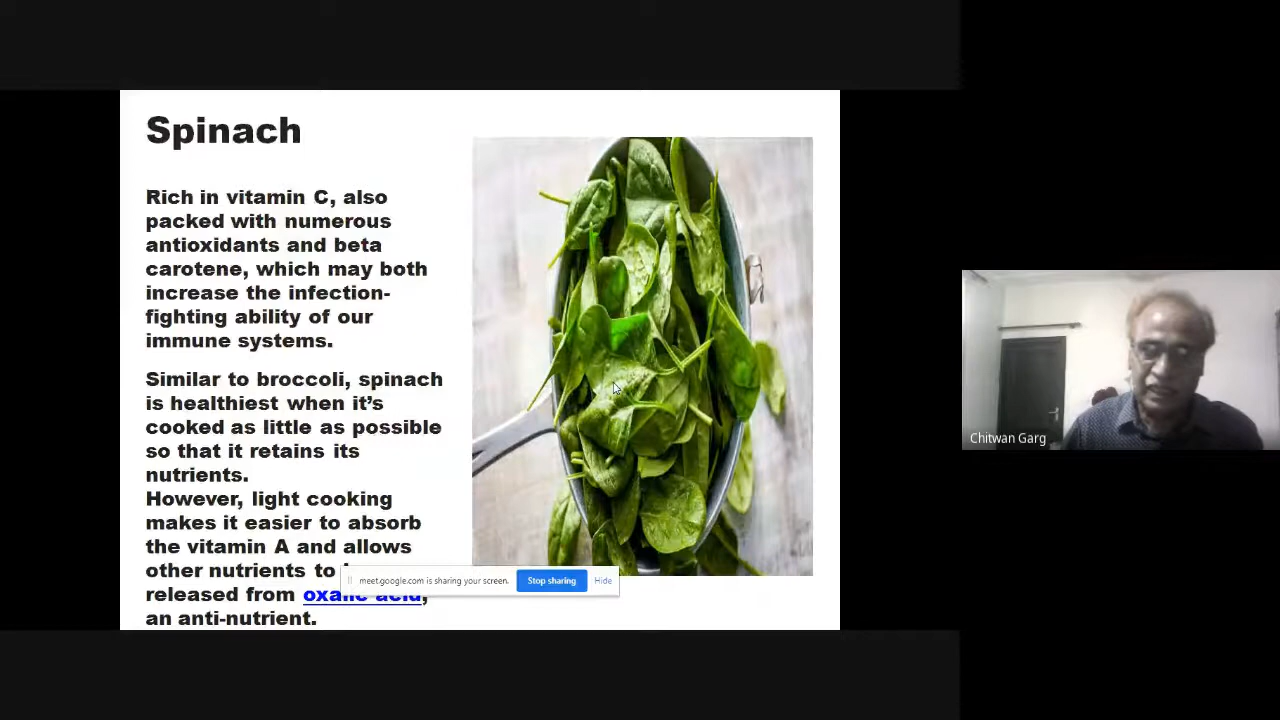 Spinach
Rich in vitamin C, also
packed with numerous
antioxidants and beta
carotene, which may both
increase the infection-
fighting ability of our
immune systems.
Similar to broccoli, spinach
is healthiest when it's
cooked as little as possible
so that it retains its
nutrients.
However, light cooking
makes it easier to absorb
the vitamin A and allows
other nutrients to
released from oxalic acid,
an anti-nutrient.
meet.google.com is sharing your screen.
Stop sharing
Hide
Chitwan Garg